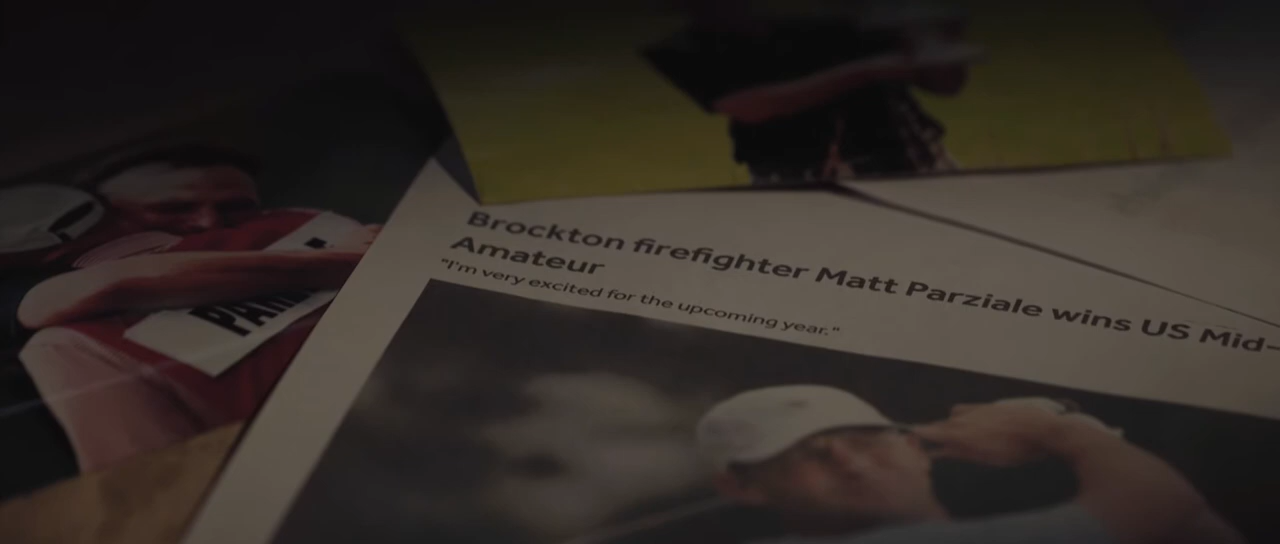 Brockton firefighter Matt Parziale wins US Mid-
Amateur
"I'm very excited for the upcoming year."